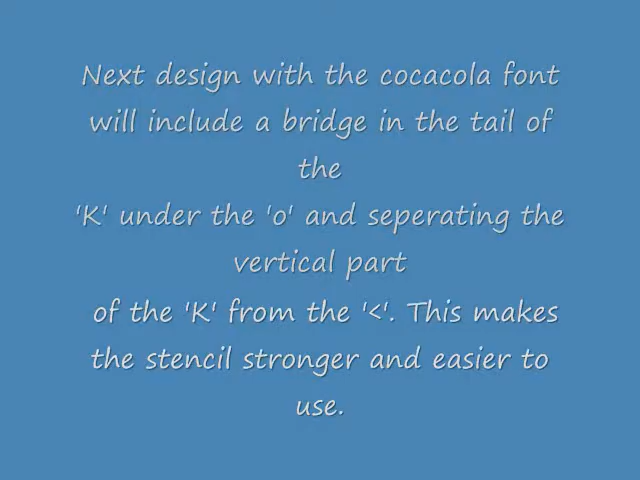 Next design with the cocacola font
will include a bridge in the tail of
the
'K' under the 'o' and seperating the
vertical part
of the 'K' from the '<'. This makes
the stencil stronger and easier to
use.